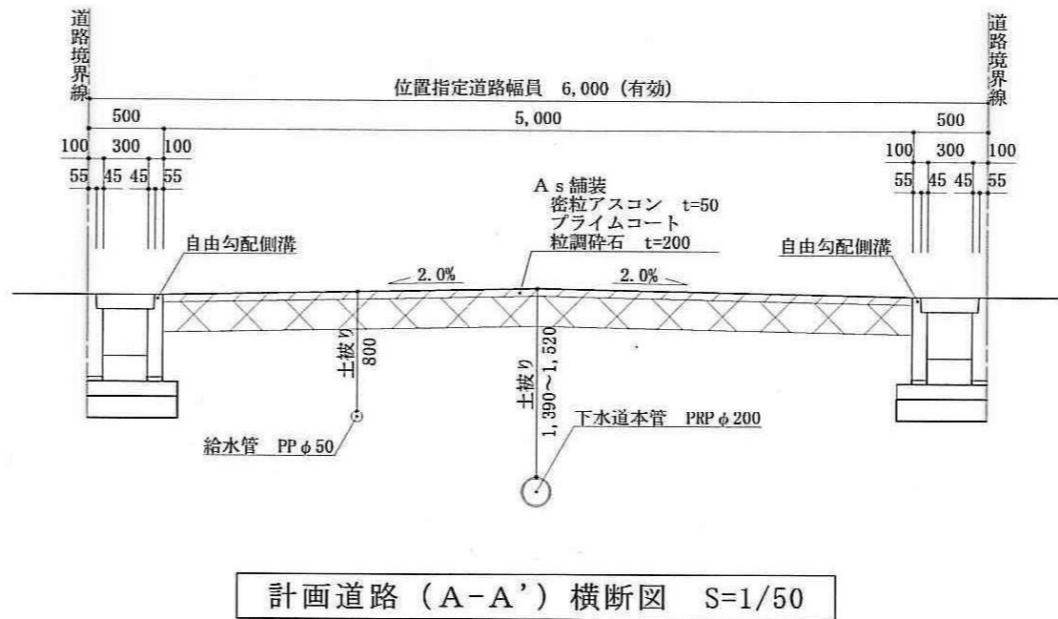 道路境界線
道路境界線
位置指定道路幅員 6,000 (有効)
500
5,000
500
100
300
100
100
300
100
55
45
45
55
55
45
45
55
As舗装
密粒アスコン t=50
プライムコート
粒調砕石 t=200
自由勾配側溝
自由勾配側溝
2.0%
2.0%
土被り
800
土被り
1,390~1,520
給水管 PPφ50
下水道本管 PRPφ200
計画道路 (A-A') 横断図 S=1/50